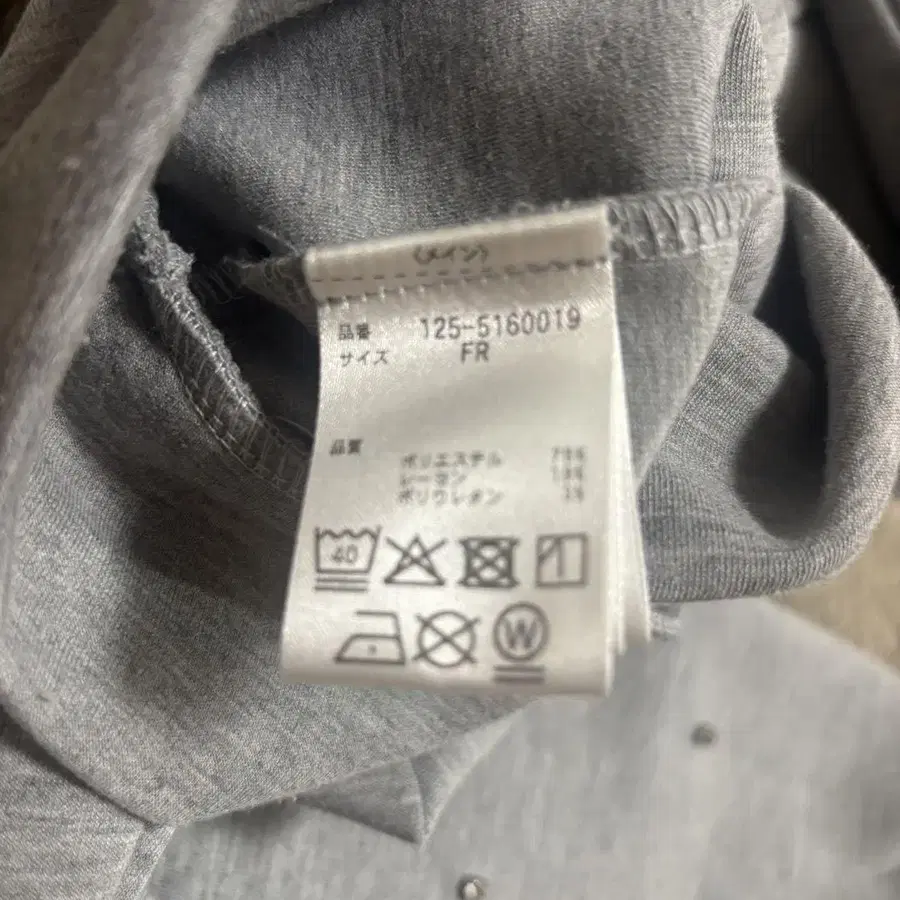 (メイン)
品番 125-5160019
サイズ FR
品質
ポリエステル
レーヨン
ポリウレタン
40
W